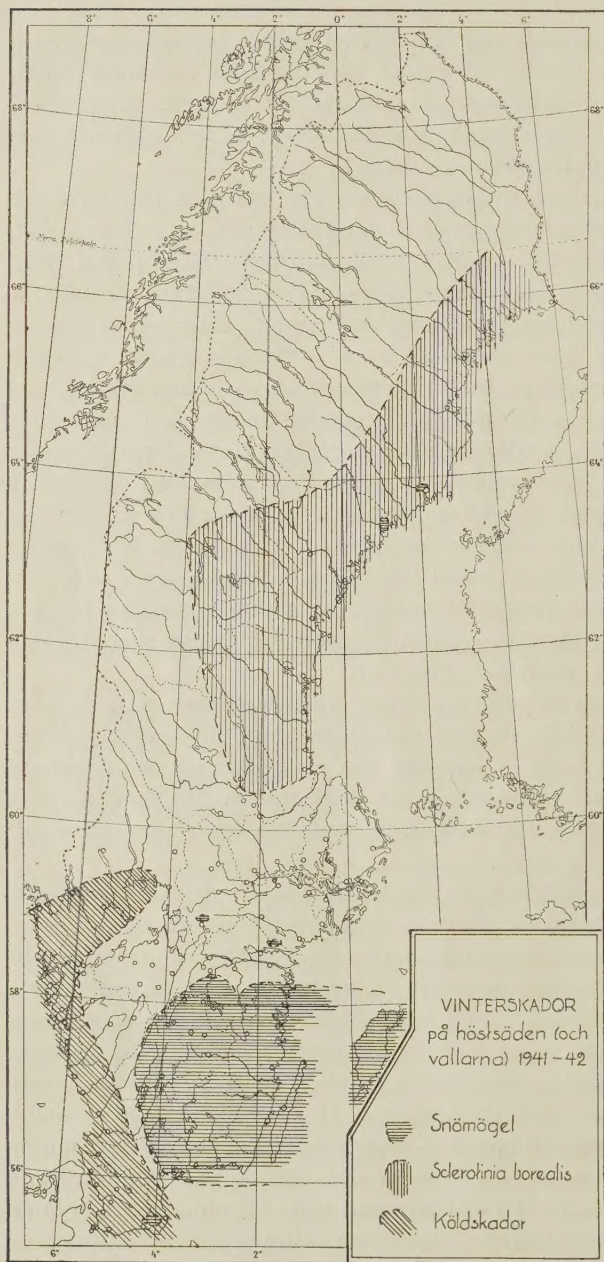 8° 6° 4° 2° 0° 2° 4° 6°
68° 68°
Norra Polcirkeln
66° 66°
64° 64°
62° 62°
60° 60°
58°
56°
6° 4° 2°
VINTERSKADOR
på höstsäden (och
vallarna) 1941-42
Snömögel
Sclerotinia borealis
Köldskador